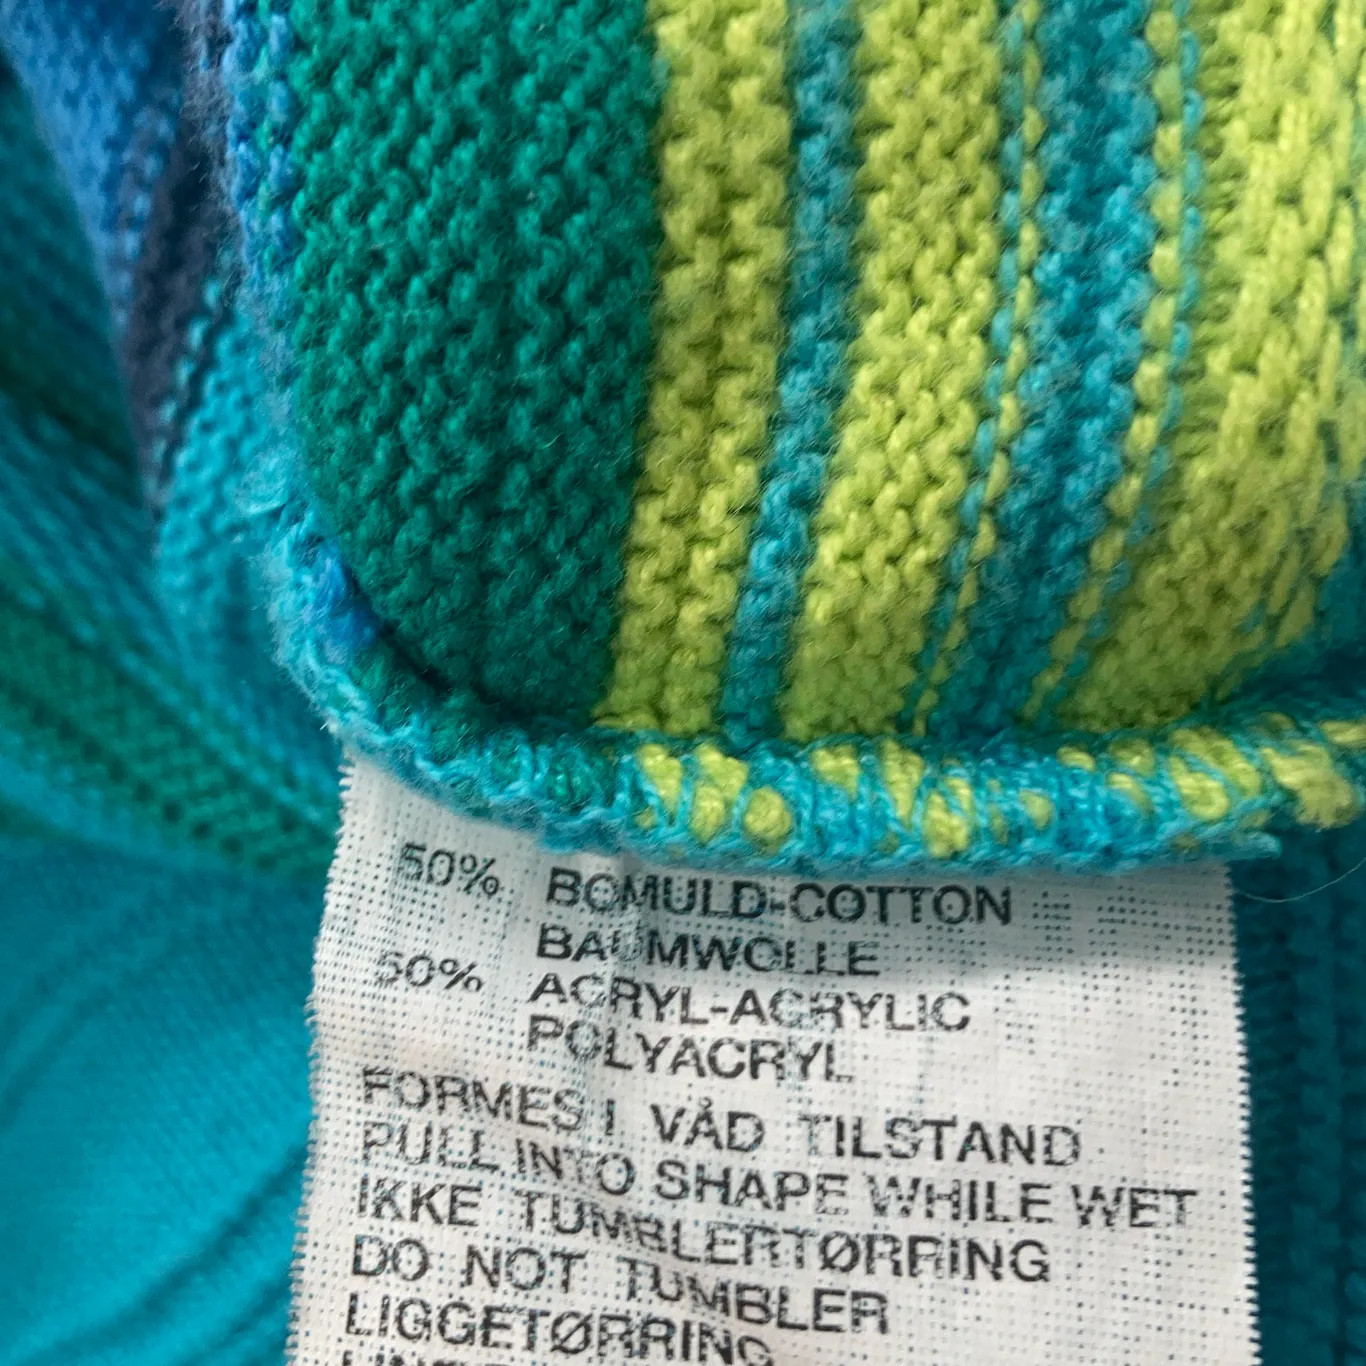 50% BOMULD-COTTON
BAUMWOLLE
50% ACRYL-ACRYLIC
POLYACRYL
FORMES I VÅD TILSTAND
PULL INTO SHAPE WHILE WET
IKKE TUMBLERTØRRING
DO NOT TUMBLER
LIGGETØRRING